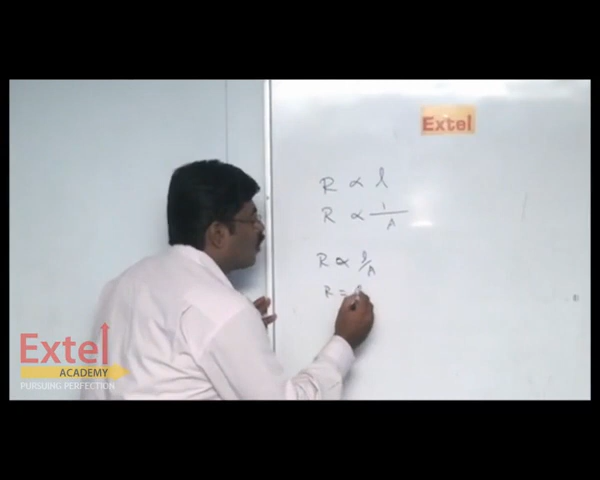 Extel
R ∝ l
R ∝ 1/A
R ∝ l/A
R =
Extel
ACADEMY
PURSUING PERFECTION